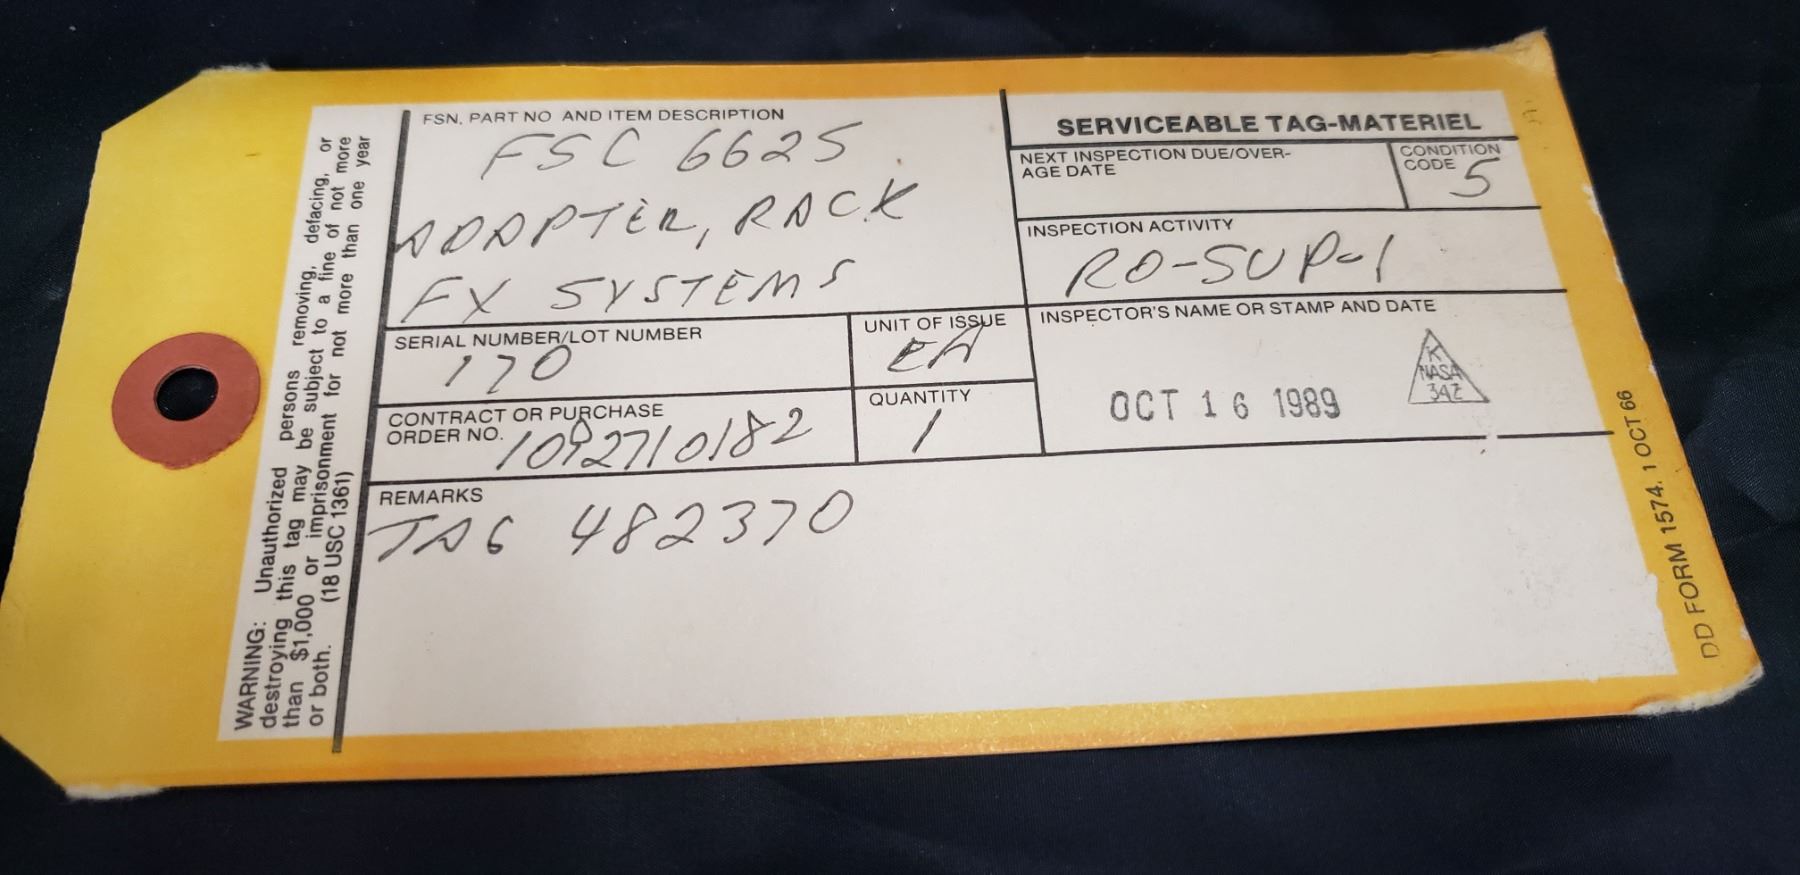 WARNING: Unauthorized persons removing, defacing, or
destroying this tag may be subject to a fine of not more
than $1,000 or imprisonment for not more than one year
or both. (18 USC 1361)
FSN, PART NO AND ITEM DESCRIPTION
FSC 6625
ADAPTER, RACK
FX SYSTEMS
SERIAL NUMBER/LOT NUMBER
170
UNIT OF ISSUE
EA
CONTRACT OR PURCHASE
ORDER NO. 1092710182
QUANTITY
1
REMARKS
TAG 482370
SERVICEABLE TAG-MATERIEL
NEXT INSPECTION DUE/OVER-
AGE DATE
CONDITION
CODE 5
INSPECTION ACTIVITY
RO-SUP-1
INSPECTOR'S NAME OR STAMP AND DATE
OCT 16 1989
K
NASA
34Z
DD FORM 1574, 1 OCT 66